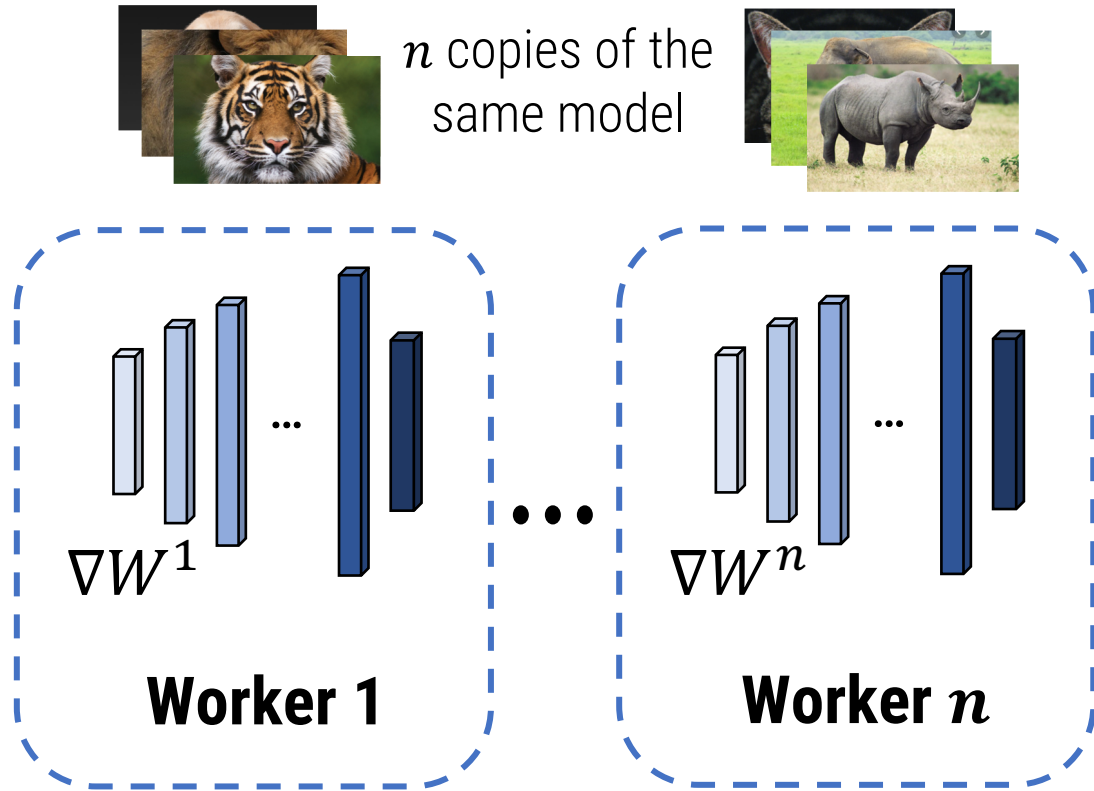 n copies of the
same model
...
...
...
∇W¹
∇Wⁿ
Worker 1
Worker n